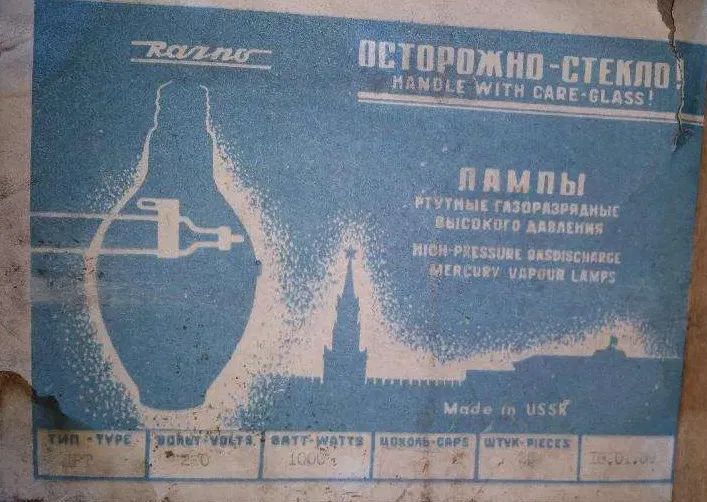 Razno
ОСТОРОЖНО-СТЕКЛО!
HANDLE WITH CARE-GLASS!
ЛАМПЫ
РТУТНЫЕ ГАЗОРАЗРЯДНЫЕ
ВЫСОКОГО ДАВЛЕНИЯ
HIGH-PRESSURE GASDISCHARGE
MERCURY VAPOUR LAMPS
Made in USSR
ТИП - TYPE ВОЛЬТ-VOLTS ВАТТ-WATTS ЦОКОЛЬ-CAPS ШТУК-PIECES
1000